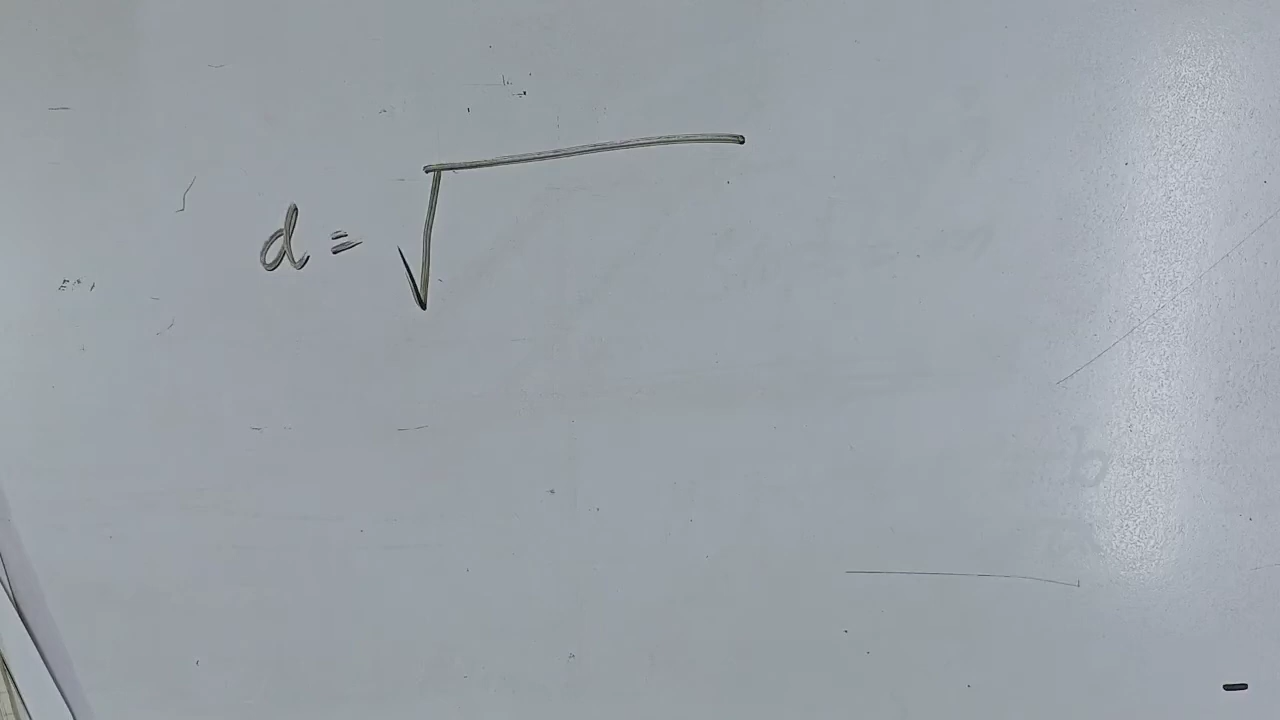 d = √